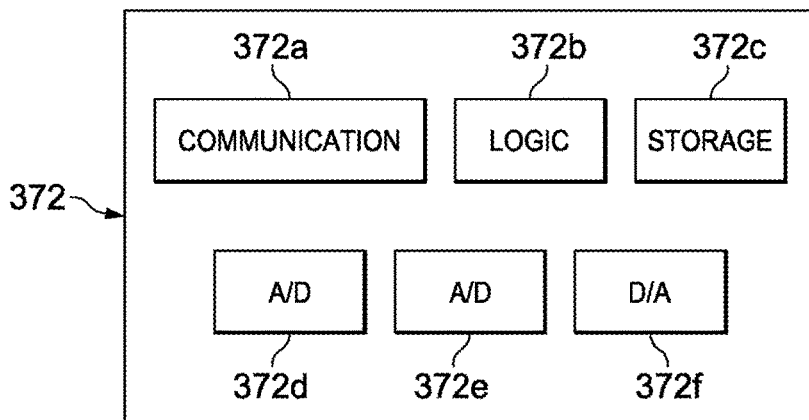 372a 372b 372c
COMMUNICATION LOGIC STORAGE
372
A/D A/D D/A
372d 372e 372f